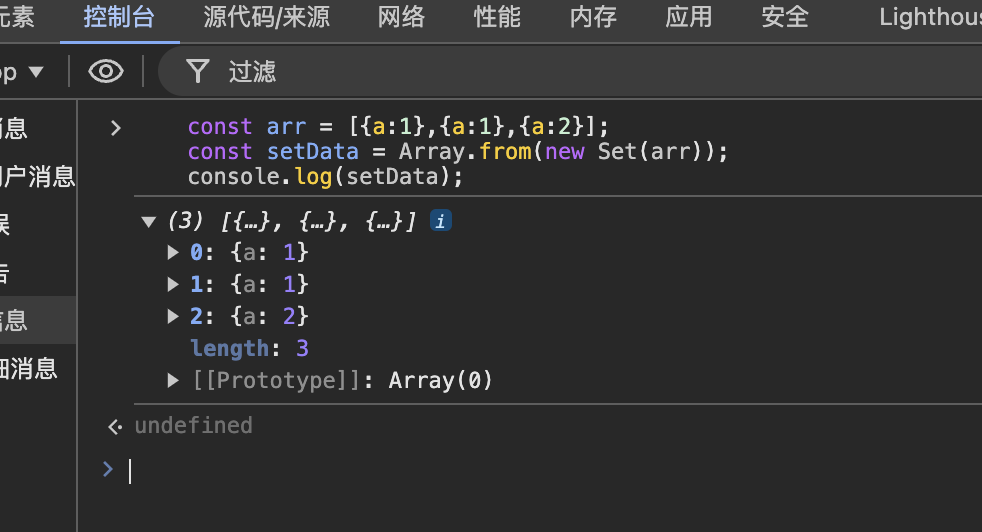 元素 控制台 源代码/来源 网络 性能 内存 应用 安全 Lighthous
op ▼ 过滤
消息
const arr = [{a:1},{a:1},{a:2}];
用户消息
const setData = Array.from(new Set(arr));
console.log(setData);
误
(3) [{…}, {…}, {…}] i
0: {a: 1}
告
1: {a: 1}
信息
2: {a: 2}
length: 3
细消息
[[Prototype]]: Array(0)
undefined